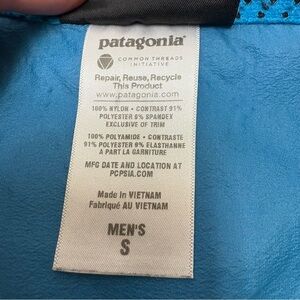 patagonia®
COMMON THREADS
INITIATIVE
Repair, Reuse, Recycle
This Product
www.patagonia.com
100% NYLON • CONTRAST 91%
POLYESTER 9% SPANDEX
EXCLUSIVE OF TRIM
100% POLYAMIDE • CONTRASTE
91% POLYESTER 9% ELASTHANNE
A PART LA GARNITURE
MFG DATE AND LOCATION AT
PCPSIA.COM
Made in VIETNAM
Fabriqué AU VIETNAM
MEN'S
S